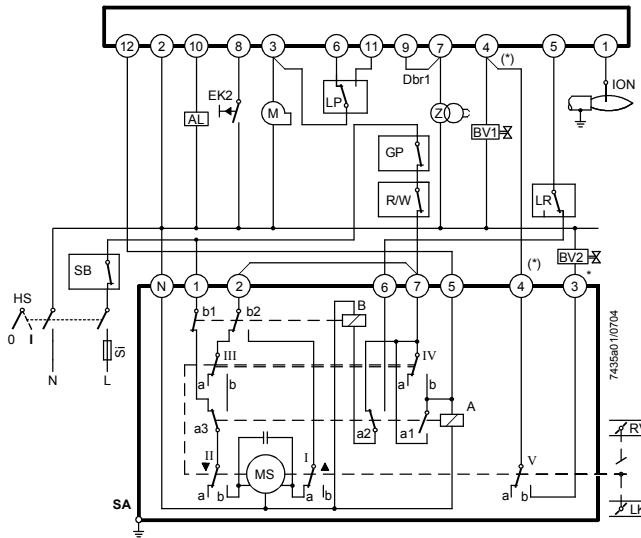 12 2 10 8 3 6 11 9 7 4 (*) 5 1
Dbr1
EK2
LP
ION
AL
M
Z
BV1
GP
R/W
LR
SB
BV2
HS
(*)
*
N 1 2 6 7 5 4 3
B
b1 b2
0 I
Si
III IV
7435a01/0704
N L
a b a b
A
a3 a2 a1
RV
II I V
MS
a b a b a b
SA
LK